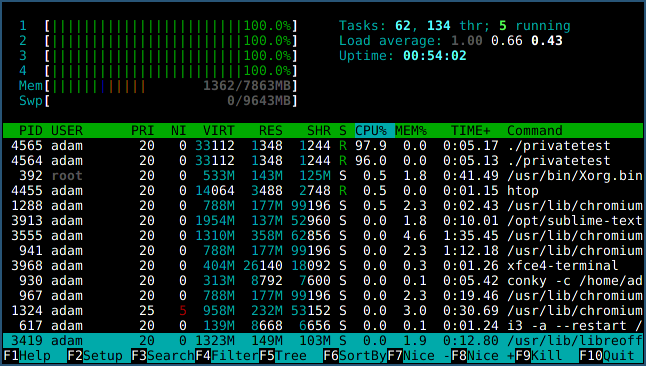 1 [||||||||||||||||||||||||100.0%] Tasks: 62, 134 thr; 5 running
2 [||||||||||||||||||||||||100.0%] Load average: 1.00 0.66 0.43
3 [||||||||||||||||||||||||100.0%] Uptime: 00:54:02
4 [||||||||||||||||||||||||100.0%]
Mem[|||||||||||| 1362/7863MB]
Swp[ 0/9643MB]
PID USER PRI NI VIRT RES SHR S CPU% MEM% TIME+ Command
4565 adam 20 0 33112 1348 1244 R 97.9 0.0 0:05.17 ./privatetest
4564 adam 20 0 33112 1348 1244 R 96.0 0.0 0:05.13 ./privatetest
392 root 20 0 533M 143M 125M S 0.5 1.8 0:41.49 /usr/bin/Xorg.bin
4455 adam 20 0 14064 3488 2748 R 0.5 0.0 0:01.15 htop
1288 adam 20 0 788M 177M 99196 S 0.5 2.3 0:02.43 /usr/lib/chromium
3913 adam 20 0 1954M 137M 52960 S 0.0 1.8 0:10.01 /opt/sublime-text
3555 adam 20 0 1310M 358M 62856 S 0.0 4.6 1:35.45 /usr/lib/chromium
941 adam 20 0 788M 177M 99196 S 0.0 2.3 1:12.18 /usr/lib/chromium
3968 adam 20 0 404M 26140 18092 S 0.0 0.3 0:01.26 xfce4-terminal
930 adam 20 0 313M 8792 7600 S 0.0 0.1 0:05.42 conky -c /home/ad
967 adam 20 0 788M 177M 99196 S 0.0 2.3 0:19.46 /usr/lib/chromium
1324 adam 25 5 958M 232M 53152 S 0.0 3.0 0:30.69 /usr/lib/chromium
617 adam 20 0 139M 8668 6656 S 0.0 0.1 0:01.24 i3 -a --restart /
3419 adam 20 0 1323M 149M 103M S 0.0 1.9 0:12.80 /usr/lib/libreoff
F1Help F2Setup F3SearchF4FilterF5Tree F6SortByF7Nice -F8Nice +F9Kill F10Quit